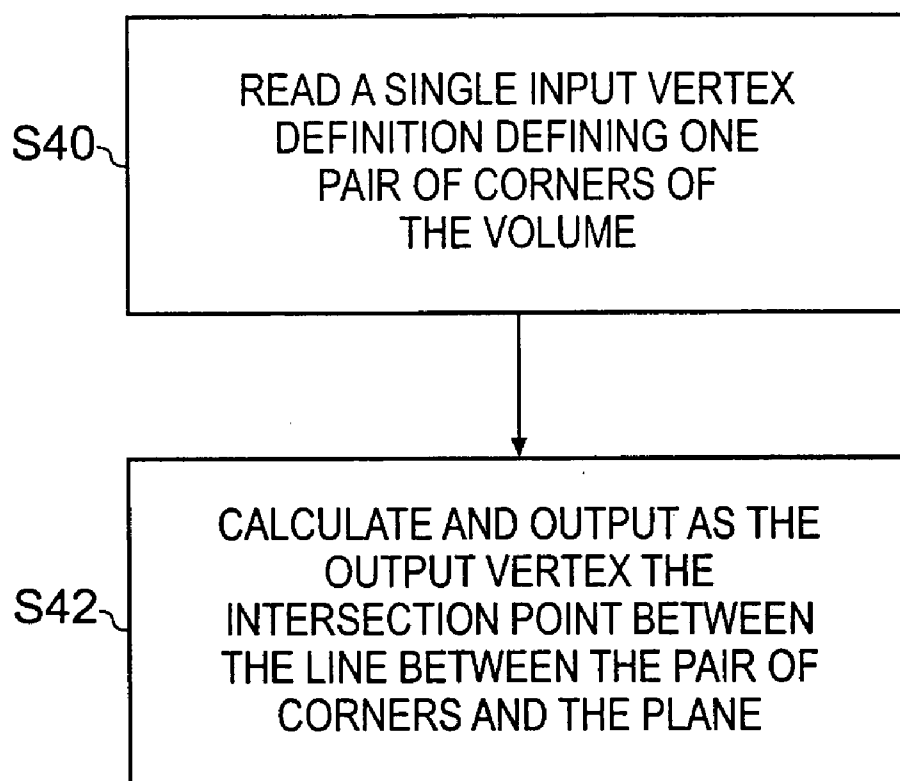 S40
READ A SINGLE INPUT VERTEX
DEFINITION DEFINING ONE
PAIR OF CORNERS OF
THE VOLUME
S42
CALCULATE AND OUTPUT AS THE
OUTPUT VERTEX THE
INTERSECTION POINT BETWEEN
THE LINE BETWEEN THE PAIR OF
CORNERS AND THE PLANE